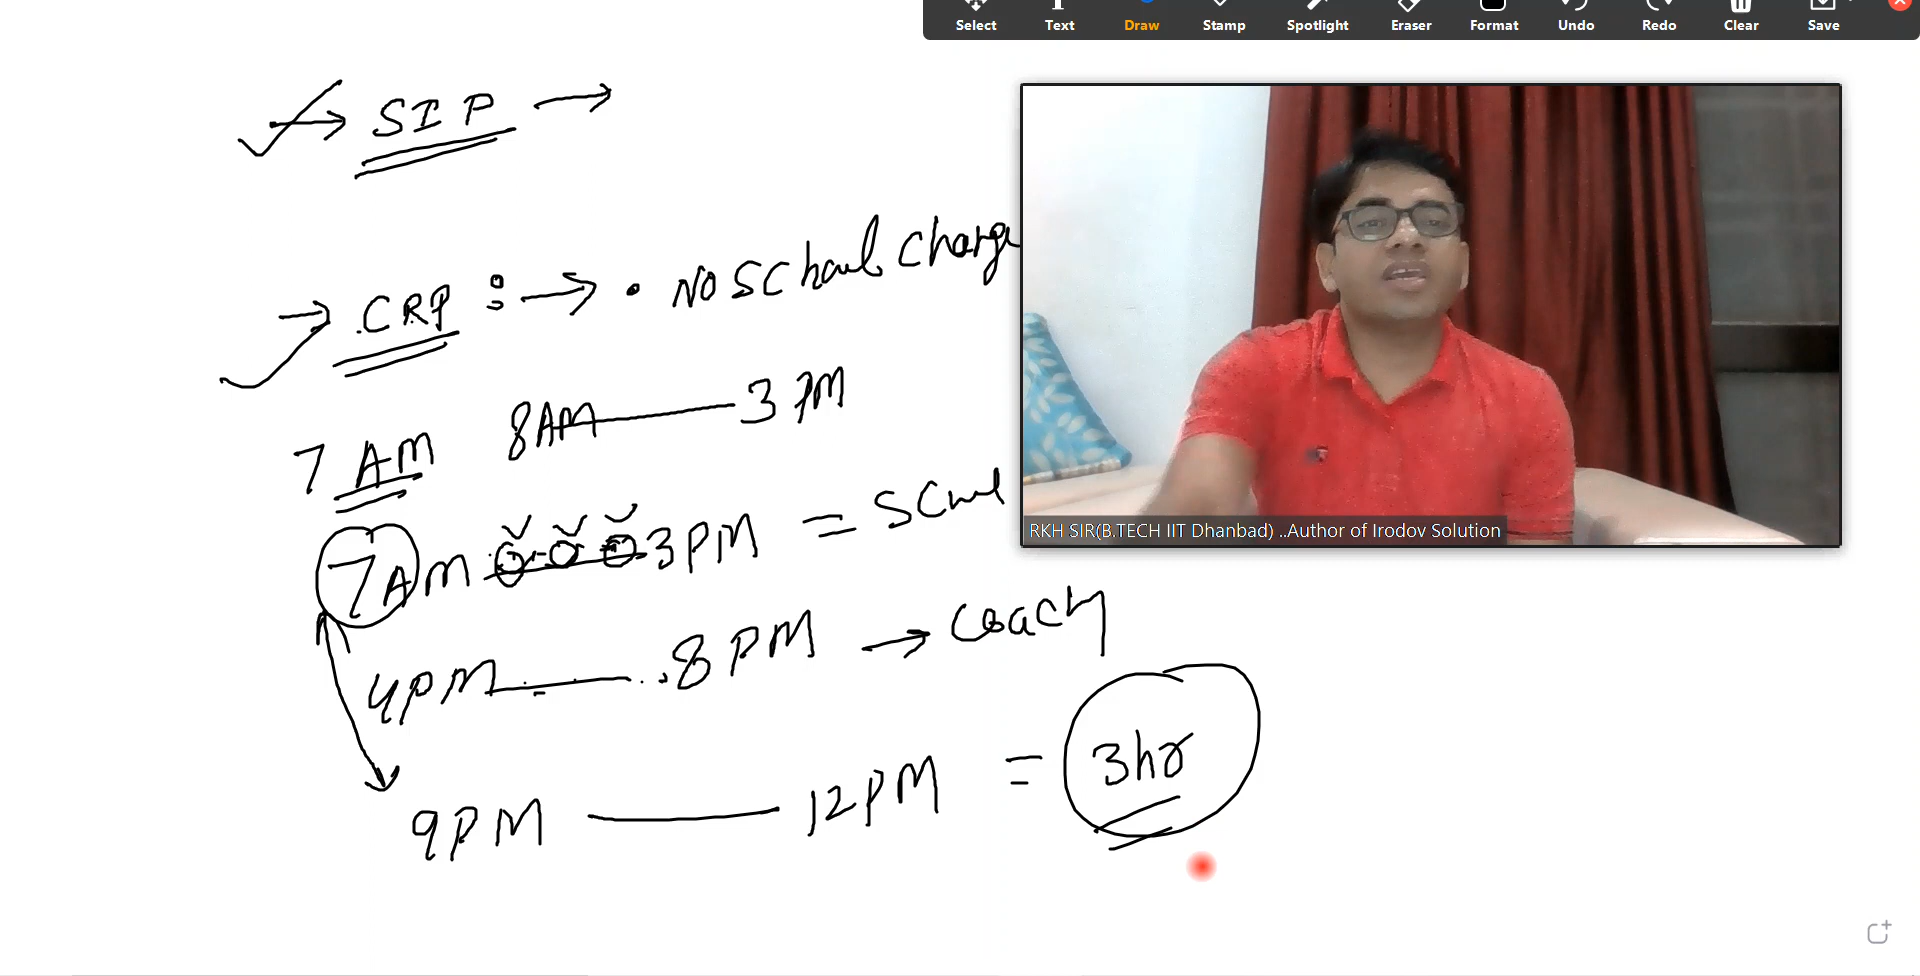 Select Text Draw Stamp Spotlight Eraser Format Undo Redo Clear Save
SIP
CRP : • NO School Charge
7 AM 8AM 3 PM
7AM 3PM = 
4PM 8PM → Coach
9PM 12PM = 3hr
RKH SIR(B.TECH IIT Dhanbad) ..Author of Irodov Solution